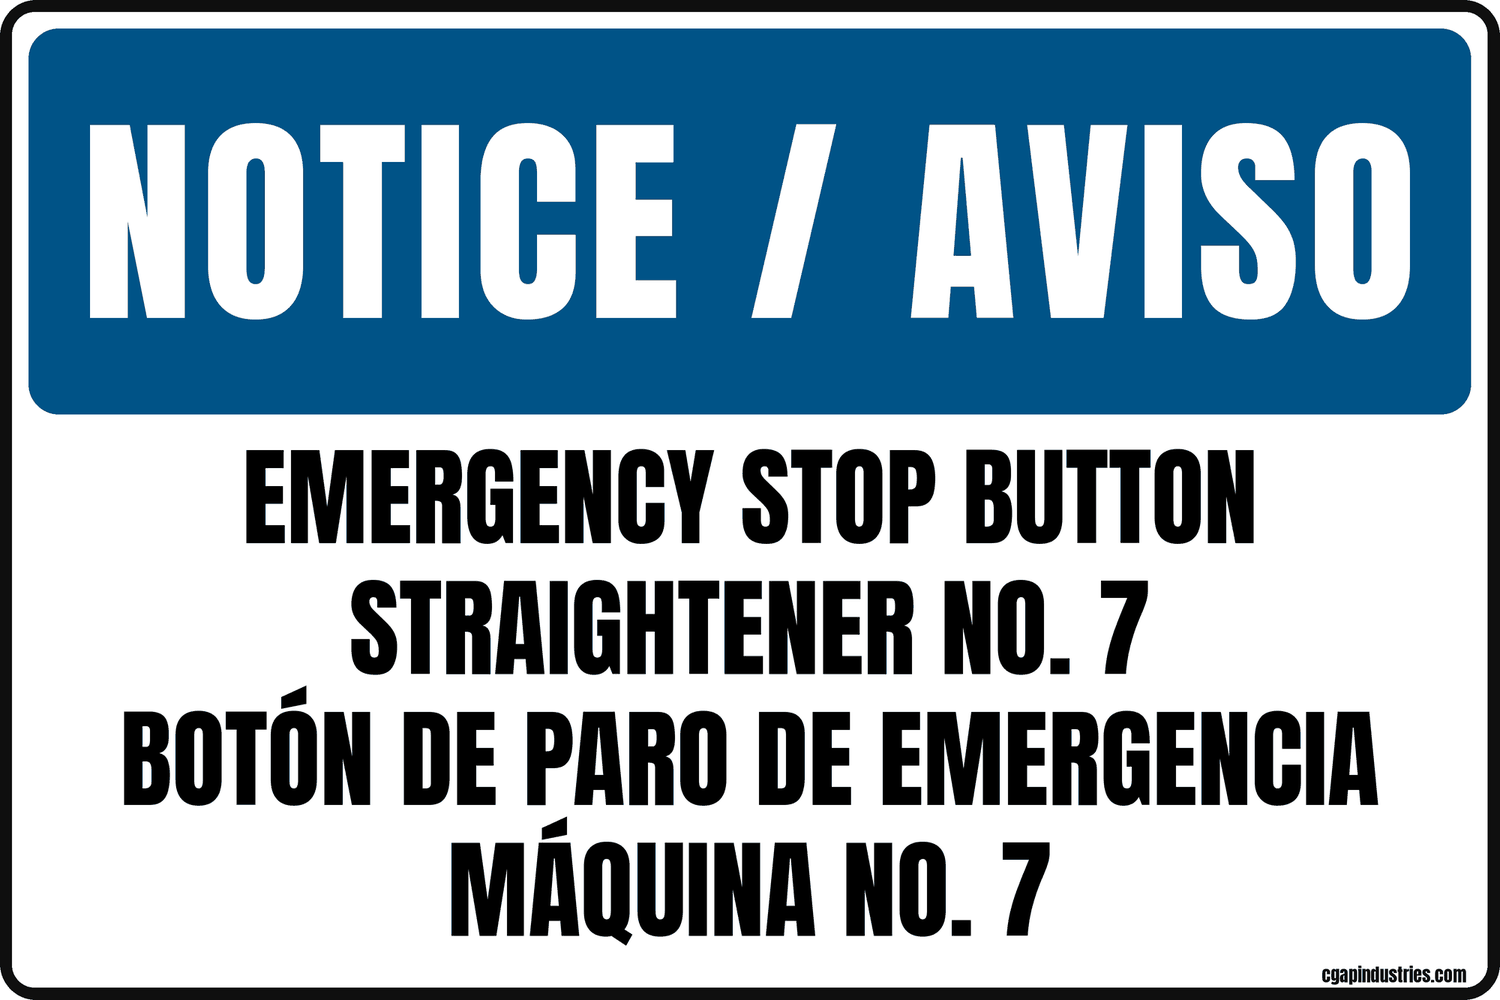 NOTICE / AVISO
EMERGENCY STOP BUTTON
STRAIGHTENER NO. 7
BOTÓN DE PARO DE EMERGENCIA
MÁQUINA NO. 7
cgapindustries.com